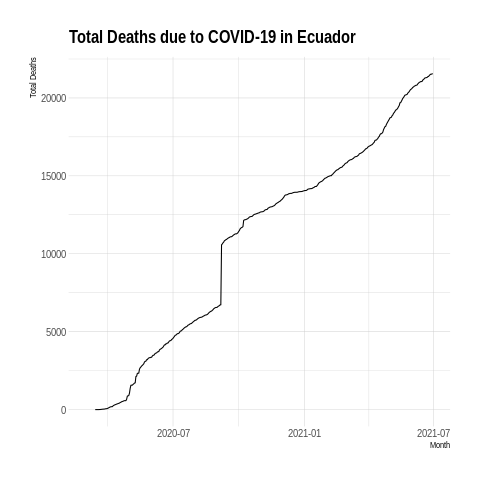 Total Deaths due to COVID-19 in Ecuador
Total Deaths
20000
15000
10000
5000
0
2020-07 2021-01 2021-07
Month